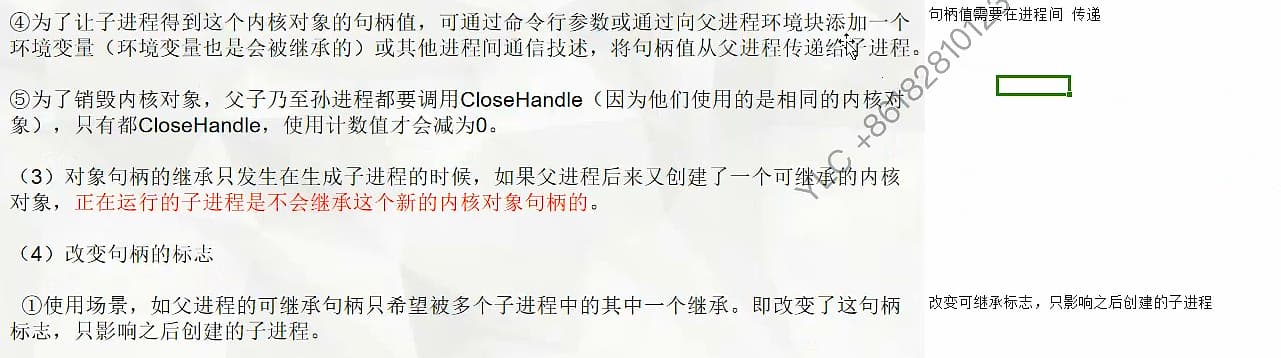 ④为了让子进程得到这个内核对象的句柄值，可通过命令行参数或通过向父进程环境块添加一个
环境变量（环境变量也是会被继承的）或其他进程间通信技述，将句柄值从父进程传递给子进程。
句柄值需要在进程间 传递
⑤为了销毁内核对象，父子乃至孙进程都要调用CloseHandle（因为他们使用的是相同的内核对
象），只有都CloseHandle，使用计数值才会减为0。
（3）对象句柄的继承只发生在生成子进程的时候，如果父进程后来又创建了一个可继承的内核
对象，正在运行的子进程是不会继承这个新的内核对象句柄的。
（4）改变句柄的标志
①使用场景，如父进程的可继承句柄只希望被多个子进程中的其中一个继承。即改变了这句柄
标志，只影响之后创建的子进程。
改变可继承标志，只影响之后创建的子进程